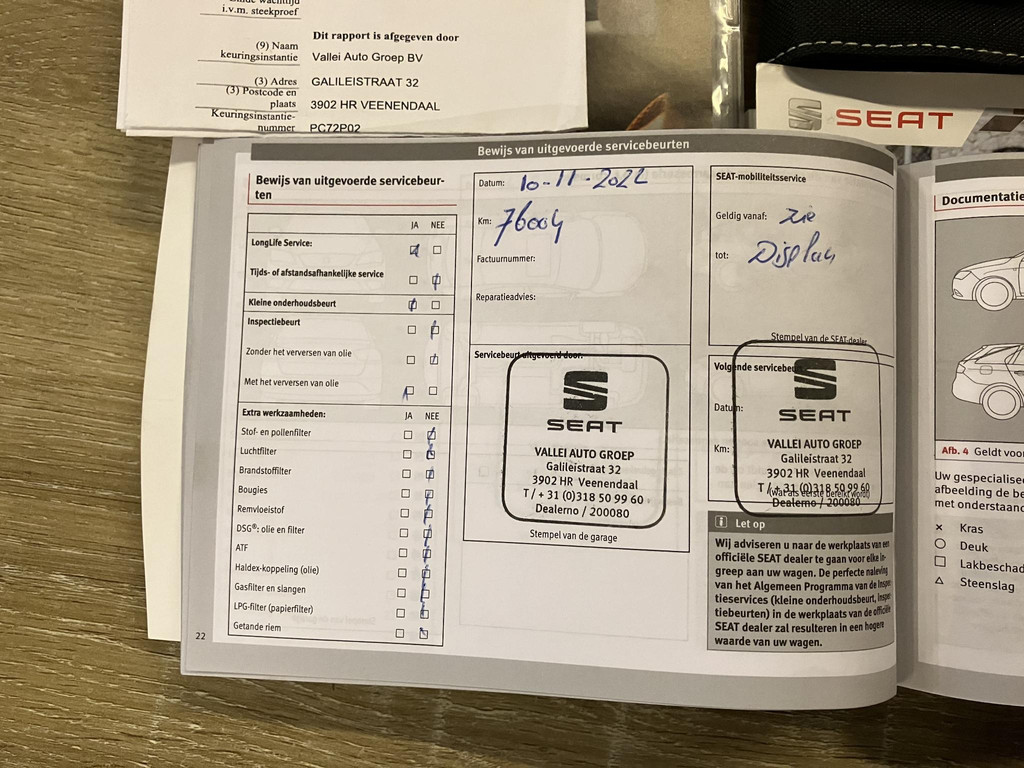 i.v.m. steekproef
Dit rapport is afgegeven door
(9) Naam
keuringsinstantie Vallei Auto Groep BV
(3) Adres GALILEISTRAAT 32
(3) Postcode en
plaats 3902 HR VEENENDAAL
Keuringsinstantie-
nummer PC72P02
SEAT
Bewijs van uitgevoerde servicebeurten
Bewijs van uitgevoerde servicebeur-
ten
JA NEE
LongLife Service:
Tijds- of afstandsafhankelijke service
Kleine onderhoudsbeurt
Inspectiebeurt
Zonder het verversen van olie
Met het verversen van olie
Extra werkzaamheden: JA NEE
Stof- en pollenfilter
Luchtfilter
Brandstoffilter
Bougies
Remvloeistof
DSG®: olie en filter
ATF
Haldex-koppeling (olie)
Gasfilter en slangen
LPG-filter (papierfilter)
Getande riem
22
Datum: 10-11-2022
Km: 76004
Factuurnummer:
Reparatieadvies:
Servicebeurt uitgevoerd door:
SEAT
VALLEI AUTO GROEP
Galileïstraat 32
3902 HR Veenendaal
T / + 31 (0)318 50 99 60
Dealerno / 200080
Stempel van de garage
SEAT-mobiliteitsservice
Geldig vanaf: zie
tot: Display
Stempel van de SEAT-dealer
Volgende servicebeurt
Datum:
Km:
(wat als eerste bereikt wordt)
SEAT
VALLEI AUTO GROEP
Galileïstraat 32
3902 HR Veenendaal
T / + 31 (0)318 50 99 60
Dealerno / 200080
i Let op
Wij adviseren u naar de werkplaats van een
officiële SEAT dealer te gaan voor elke in-
greep aan uw wagen. De perfecte naleving
van het Algemeen Programma van de Inspec-
tieservices (kleine onderhoudsbeurt, inspec-
tiebeurten) in de werkplaats van de officiële
SEAT dealer zal resulteren in een hogere
waarde van uw wagen.
Documentatie
Afb. 4 Geldt voor
Uw gespecialisee
afbeelding de be
met onderstaand
Kras
Deuk
Lakbeschad
Steenslag